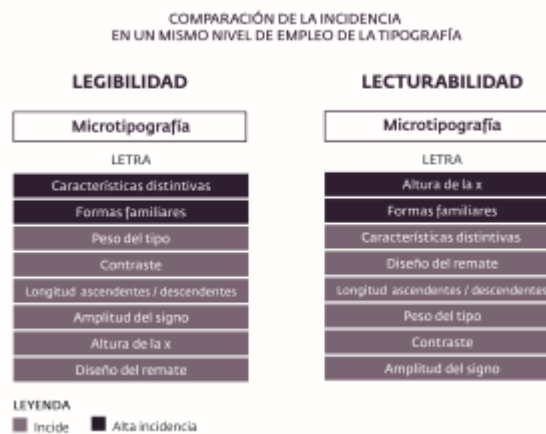 COMPARACIÓN DE LA INCIDENCIA
EN UN MISMO NIVEL DE EMPLEO DE LA TIPOGRAFÍA
LEGIBILIDAD
Microtipografía
LETRA
Características distintivas
Formas familiares
Peso del tipo
Contraste
Longitud ascendentes / descendentes
Amplitud del signo
Altura de la x
Diseño del remate
LECTURABILIDAD
Microtipografía
LETRA
Altura de la x
Formas familiares
Características distintivas
Diseño del remate
Longitud ascendentes / descendentes
Peso del tipo
Contraste
Amplitud del signo
LEYENDA
Incide
Alta incidencia